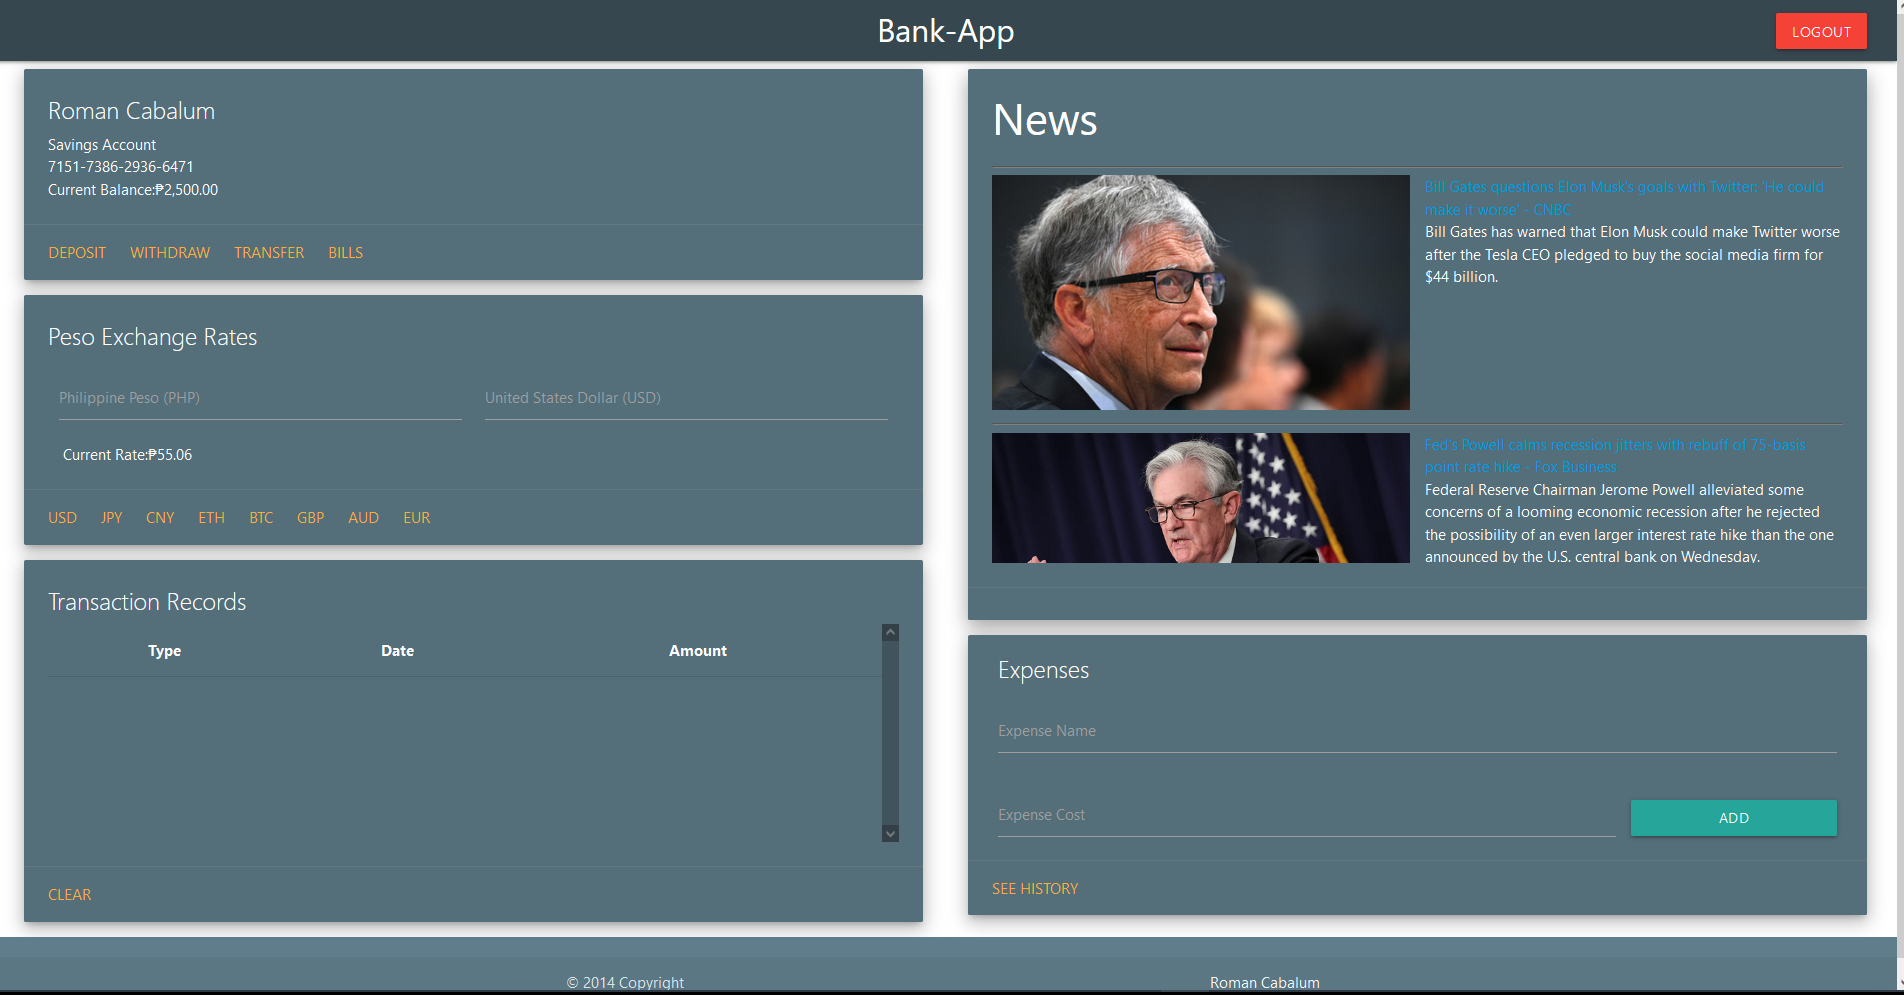 Bank-App
LOGOUT
Roman Cabalum
Savings Account
7151-7386-2936-6471
Current Balance:₱2,500.00
DEPOSIT WITHDRAW TRANSFER BILLS
Peso Exchange Rates
Philippine Peso (PHP) United States Dollar (USD)
Current Rate:₱55.06
USD JPY CNY ETH BTC GBP AUD EUR
Transaction Records
Type Date Amount
CLEAR
News
Bill Gates questions Elon Musk's goals with Twitter: 'He could
make it worse' - CNBC
Bill Gates has warned that Elon Musk could make Twitter worse
after the Tesla CEO pledged to buy the social media firm for
$44 billion.
Fed's Powell calms recession jitters with rebuff of 75-basis
point rate hike - Fox Business
Federal Reserve Chairman Jerome Powell alleviated some
concerns of a looming economic recession after he rejected
the possibility of an even larger interest rate hike than the one
announced by the U.S. central bank on Wednesday.
Expenses
Expense Name
Expense Cost
ADD
SEE HISTORY
© 2014 Copyright
Roman Cabalum